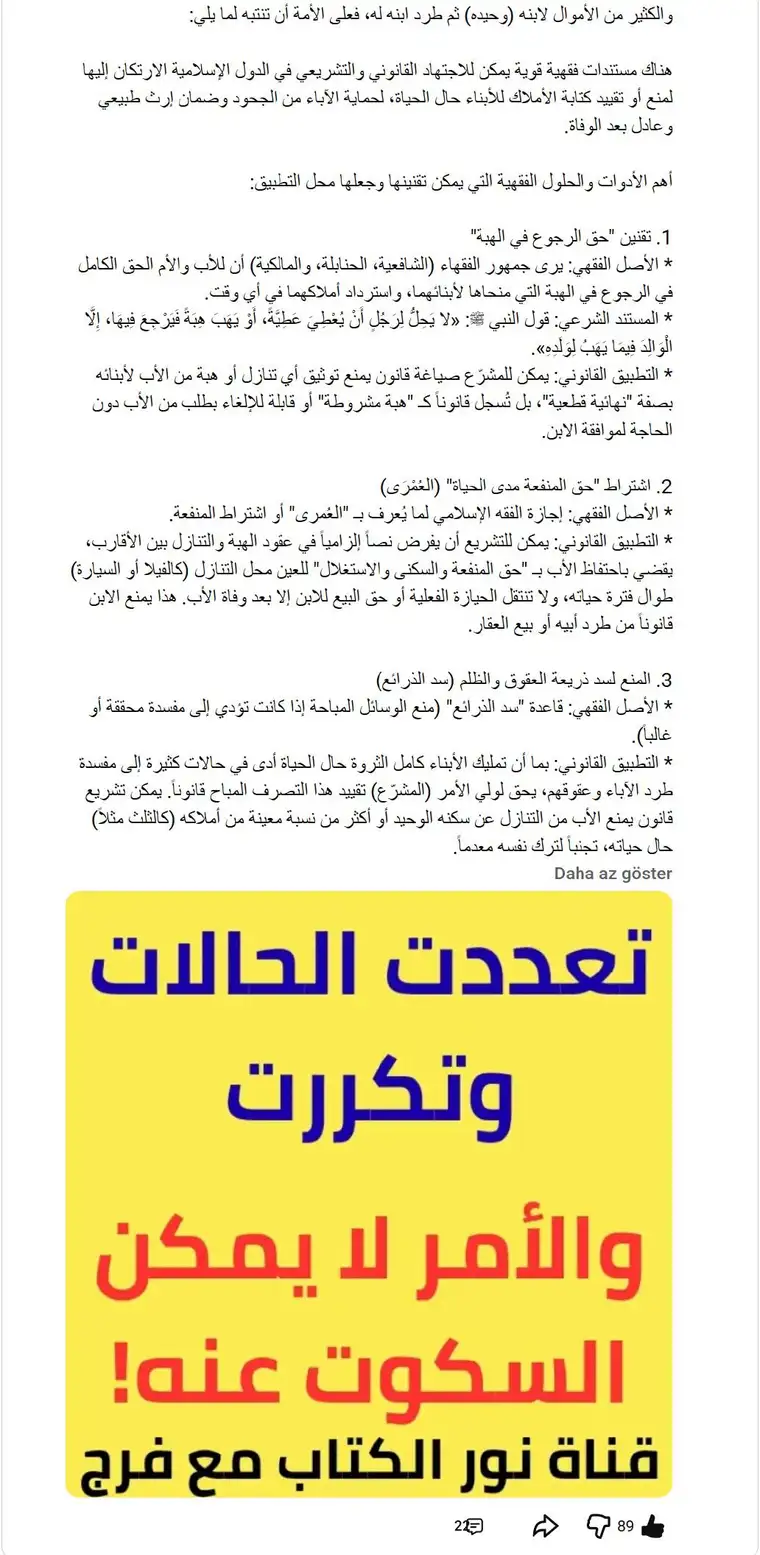 والكثير من الأموال لابنه (وحيده) ثم طرد ابنه له، فعلى الأمة أن تنتبه لما يلي:
هناك مستندات فقهية قوية يمكن للاجتهاد القانوني والتشريعي في الدول الإسلامية الارتكان إليها
لمنع أو تقييد كتابة الأملاك للأبناء حال الحياة، لحماية الآباء من الجحود وضمان إرث طبيعي
وعادل بعد الوفاة.
أهم الأدوات والحلول الفقهية التي يمكن تقنينها وجعلها محل التطبيق:
1. تقنين "حق الرجوع في الهبة"
* الأصل الفقهي: يرى جمهور الفقهاء (الشافعية، الحنابلة، والمالكية) أن للأب والأم الحق الكامل
في الرجوع في الهبة التي منحاها لأبنائهما، واسترداد أملاكهما في أي وقت.
* المستند الشرعي: قول النبي ﷺ: «لا يَحِلُّ لِرَجُلٍ أَنْ يُعْطِيَ عَطِيَّةً، أَوْ يَهَبَ هِبَةً فَيَرْجِعَ فِيهَا، إِلَّا
الْوَالِدَ فِيمَا يَهَبُ لِوَلَدِهِ».
* التطبيق القانوني: يمكن للمشرّع صياغة قانون يمنع توثيق أي تنازل أو هبة من الأب لأبنائه
بصفة "نهائية قطعية"، بل تُسجل قانوناً كـ "هبة مشروطة" أو قابلة للإلغاء بطلب من الأب دون
الحاجة لموافقة الابن.
2. اشتراط "حق المنفعة مدى الحياة" (العُمْرَى)
* الأصل الفقهي: إجازة الفقه الإسلامي لما يُعرف بـ "العُمرى" أو اشتراط المنفعة.
* التطبيق القانوني: يمكن للتشريع أن يفرض نصاً إلزامياً في عقود الهبة والتنازل بين الأقارب،
يقضي باحتفاظ الأب بـ "حق المنفعة والسكنى والاستغلال" للعين محل التنازل (كالفيلا أو السيارة)
طوال فترة حياته، ولا تنتقل الحيازة الفعلية أو حق البيع للابن إلا بعد وفاة الأب. هذا يمنع الابن
قانوناً من طرد أبيه أو بيع العقار.
3. المنع لسد ذريعة العقوق والظلم (سد الذرائع)
* الأصل الفقهي: قاعدة "سد الذرائع" (منع الوسائل المباحة إذا كانت تؤدي إلى مفسدة محققة أو
غالباً).
* التطبيق القانوني: بما أن تمليك الأبناء كامل الثروة حال الحياة أدى في حالات كثيرة إلى مفسدة
طرد الآباء وعقوقهم، يحق لولي الأمر (المشرّع) تقييد هذا التصرف المباح قانوناً. يمكن تشريع
قانون يمنع الأب من التنازل عن سكنه الوحيد أو أكثر من نسبة معينة من أملاكه (كالثلث مثلاً)
حال حياته، تجنباً لترك نفسه معدماً.
Daha az göster
تعددت الحالات
وتكررت
والأمر لا يمكن
السكوت عنه!
قناة نور الكتاب مع فرج
89 22